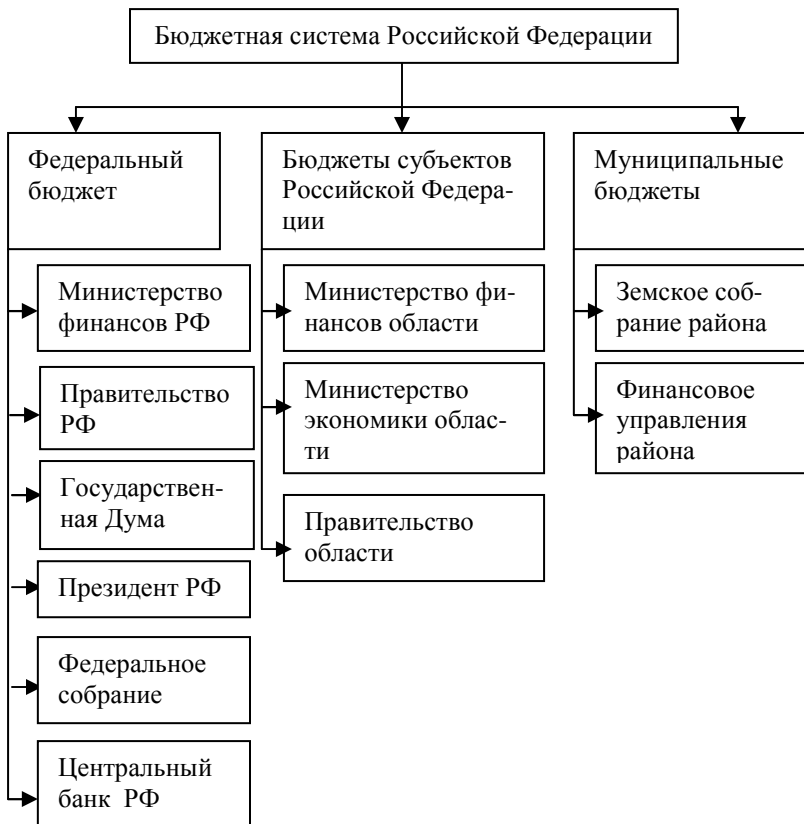 Бюджетная система Российской Федерации
Федеральный
бюджет
Министерство
финансов РФ
Правительство
РФ
Государствен-
ная Дума
Президент РФ
Федеральное
собрание
Центральный
банк РФ
Бюджеты субъектов
Российской Федера-
ции
Министерство фи-
нансов области
Министерство
экономики облас-
ти
Правительство
области
Муниципальные
бюджеты
Земское соб-
рание района
Финансовое
управления
района